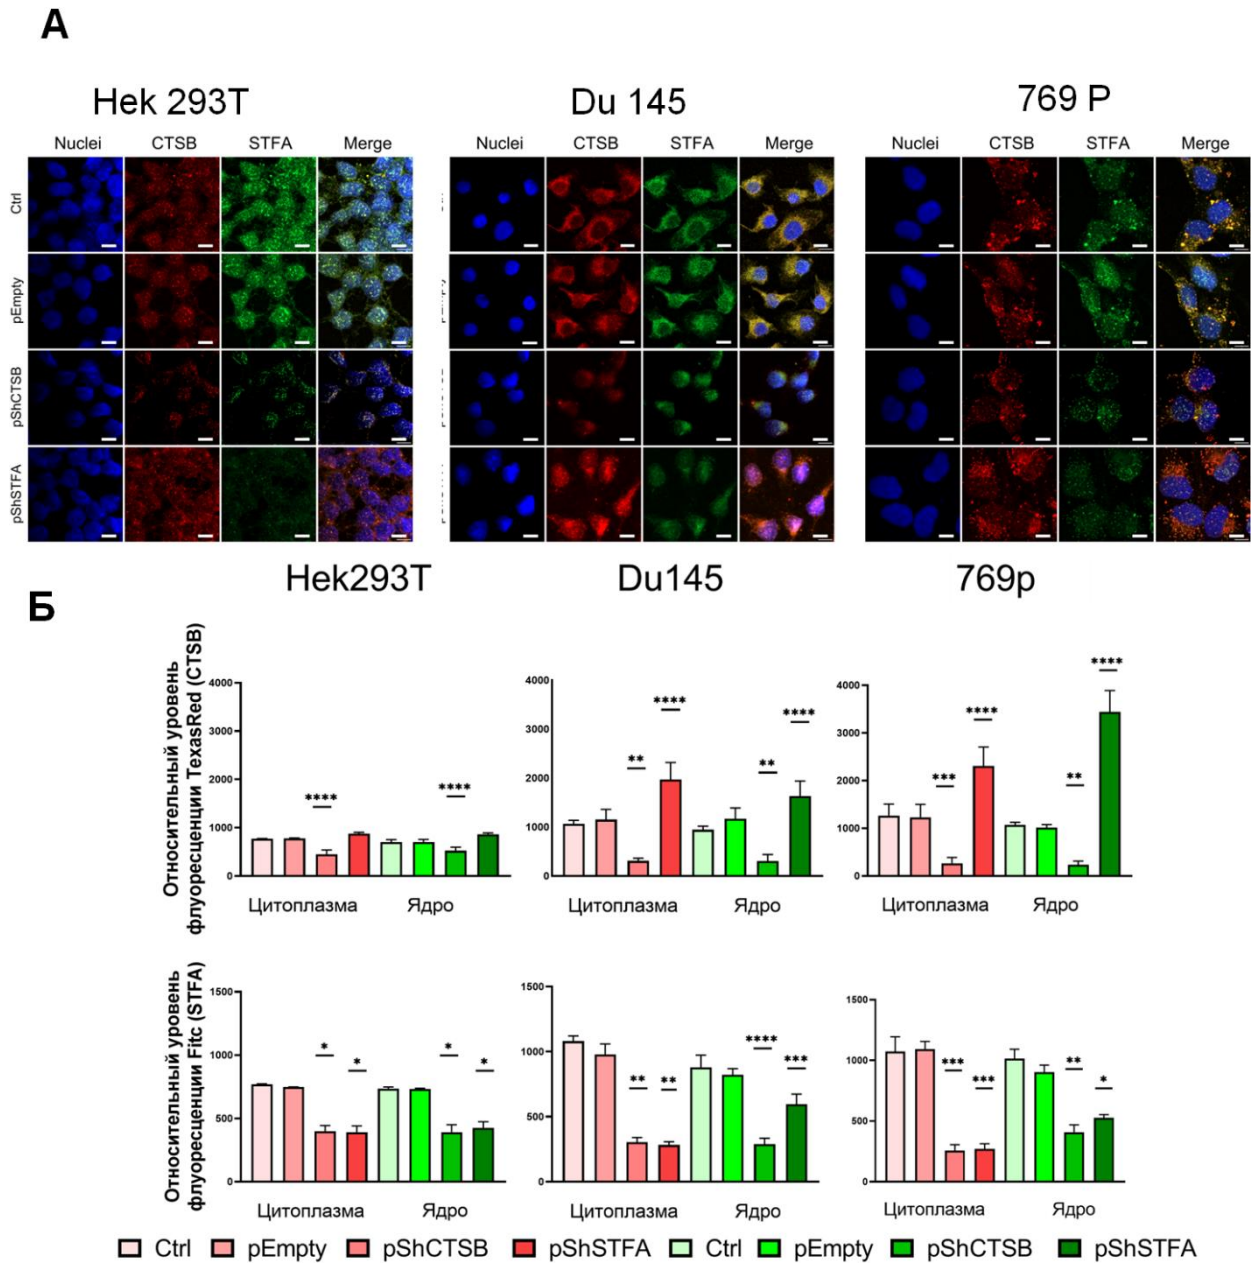 А
Hek 293T
Du 145
769 P
Nuclei CTSB STFA Merge
Nuclei CTSB STFA Merge
Nuclei CTSB STFA Merge
Ctrl
pEmpty
pShCTSB
pShSTFA
Hek293T
Du145
769p
Б
Относительный уровень
флуоресценции TexasRed (CTSB)
4000
3000
2000
1000
0
****
****
Цитоплазма Ядро
4000
3000
2000
1000
0
**
****
**
****
Цитоплазма Ядро
4000
3000
2000
1000
0
***
****
**
****
Цитоплазма Ядро
Относительный уровень
флуоресценции Fitc (STFA)
1500
1000
500
0
*
*
*
*
Цитоплазма Ядро
1500
1000
500
0
**
**
****
***
Цитоплазма Ядро
1500
1000
500
0
***
***
**
*
Цитоплазма Ядро
Ctrl pEmpty pShCTSB pShSTFA Ctrl pEmpty pShCTSB pShSTFA